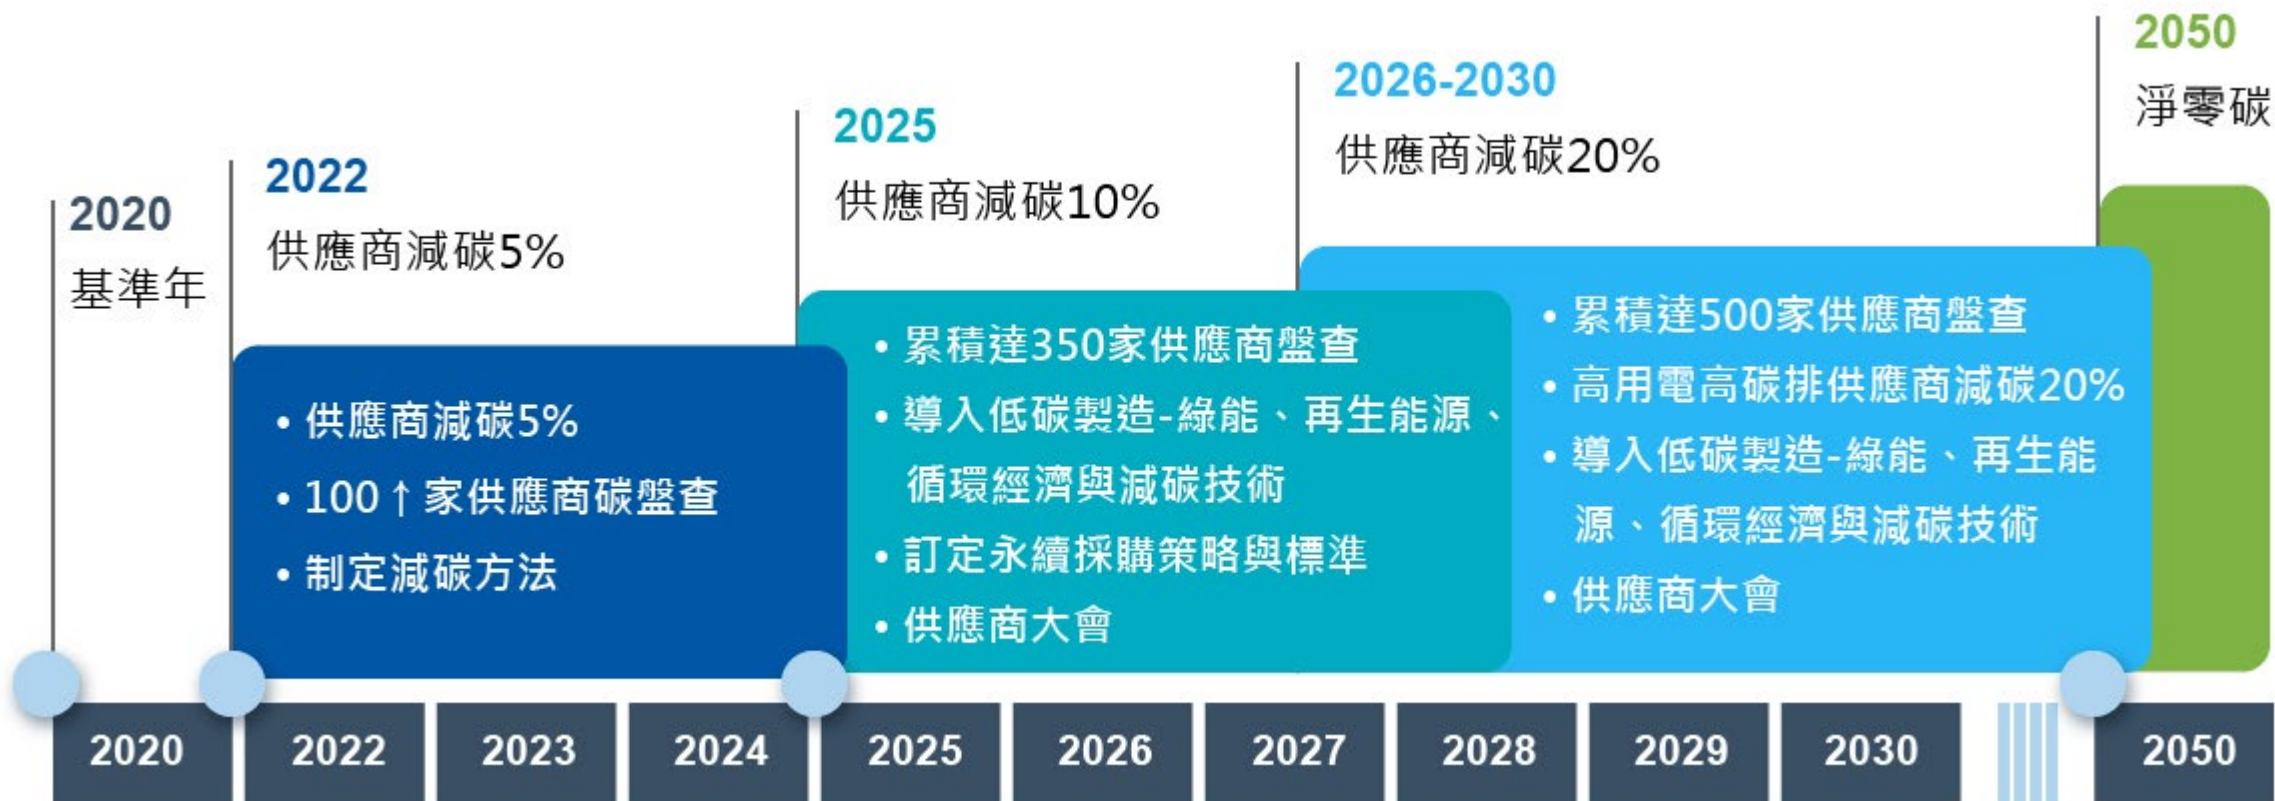 2020
基準年
2022
供應商減碳5%
• 供應商減碳5%
• 100↑家供應商碳盤查
• 制定減碳方法
2025
供應商減碳10%
• 累積達350家供應商盤查
• 導入低碳製造-綠能、再生能源、
循環經濟與減碳技術
• 訂定永續採購策略與標準
• 供應商大會
2026-2030
供應商減碳20%
• 累積達500家供應商盤查
• 高用電高碳排供應商減碳20%
• 導入低碳製造-綠能、再生能
源、循環經濟與減碳技術
• 供應商大會
2050
淨零碳
2020 2022 2023 2024 2025 2026 2027 2028 2029 2030 2050